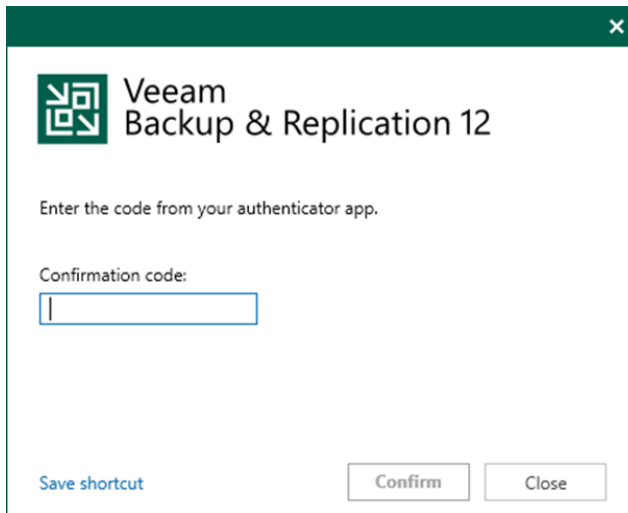 Veeam
Backup & Replication 12
Enter the code from your authenticator app.
Confirmation code:
Save shortcut
Confirm
Close